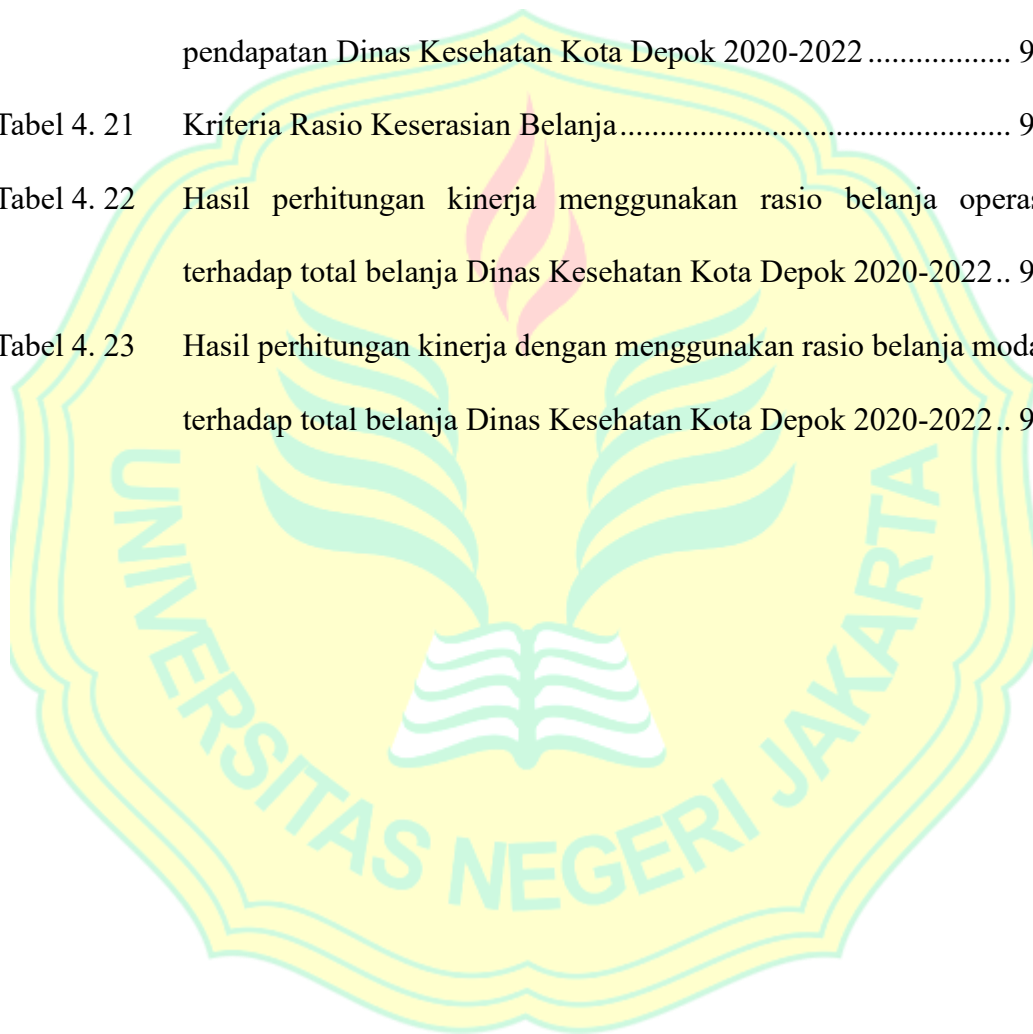 pendapatan Dinas Kesehatan Kota Depok 2020-2022 ................. 9
Tabel 4. 21 Kriteria Rasio Keserasian Belanja ................................................ 9
Tabel 4. 22 Hasil perhitungan kinerja menggunakan rasio belanja operas
terhadap total belanja Dinas Kesehatan Kota Depok 2020-2022 .. 9
Tabel 4. 23 Hasil perhitungan kinerja dengan menggunakan rasio belanja moda
terhadap total belanja Dinas Kesehatan Kota Depok 2020-2022 .. 9
UNIVERSITAS NEGERI JAKARTA